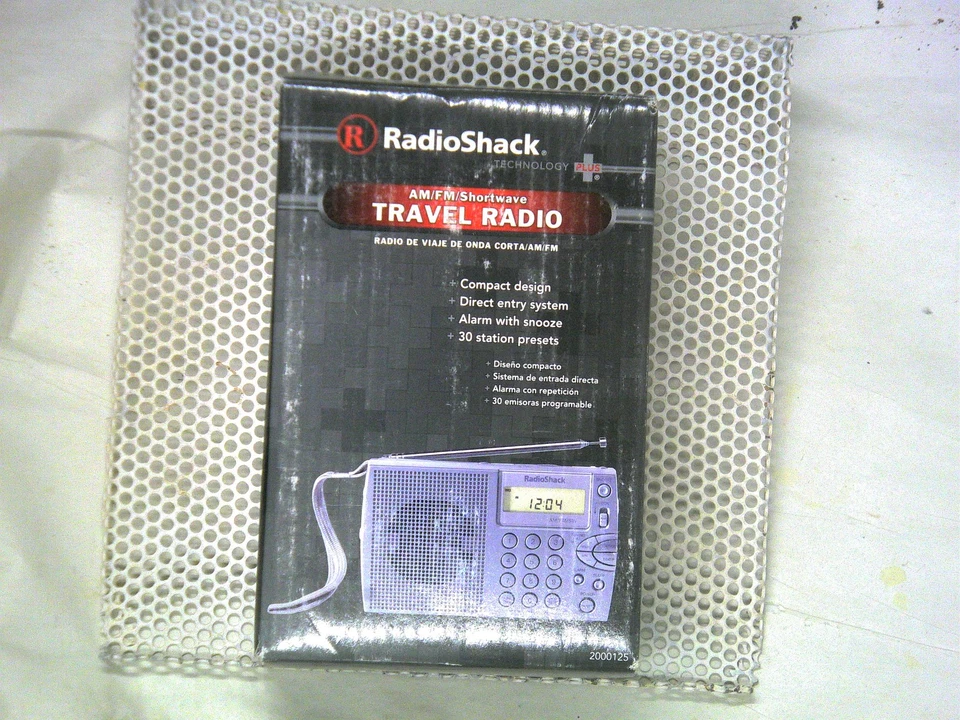 R RadioShack®
TECHNOLOGY PLUS®
AM/FM/Shortwave
TRAVEL RADIO
RADIO DE VIAJE DE ONDA CORTA/AM/FM
+ Compact design
+ Direct entry system
+ Alarm with snooze
+ 30 station presets
+ Diseño compacto
+ Sistema de entrada directa
+ Alarma con repetición
+ 30 emisoras programable
RadioShack
12:04
2000125